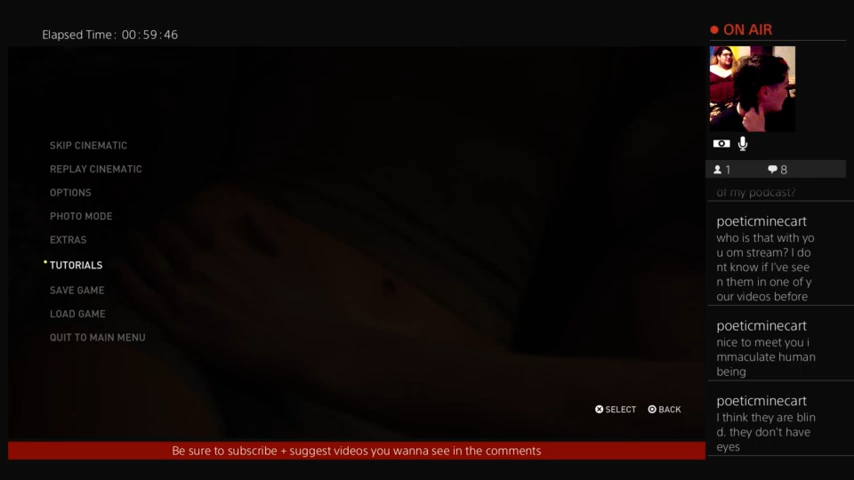 Elapsed Time: 00:59:46
ON AIR
SKIP CINEMATIC
REPLAY CINEMATIC
OPTIONS
PHOTO MODE
EXTRAS
TUTORIALS
SAVE GAME
LOAD GAME
QUIT TO MAIN MENU
SELECT BACK
Be sure to subscribe + suggest videos you wanna see in the comments
1 8
of my podcast?
poeticminecart
who is that with yo
u om stream? I do
nt know if I've see
n them in one of y
our videos before
poeticminecart
nice to meet you i
mmaculate human
being
poeticminecart
I think they are blin
d. they don't have
eyes